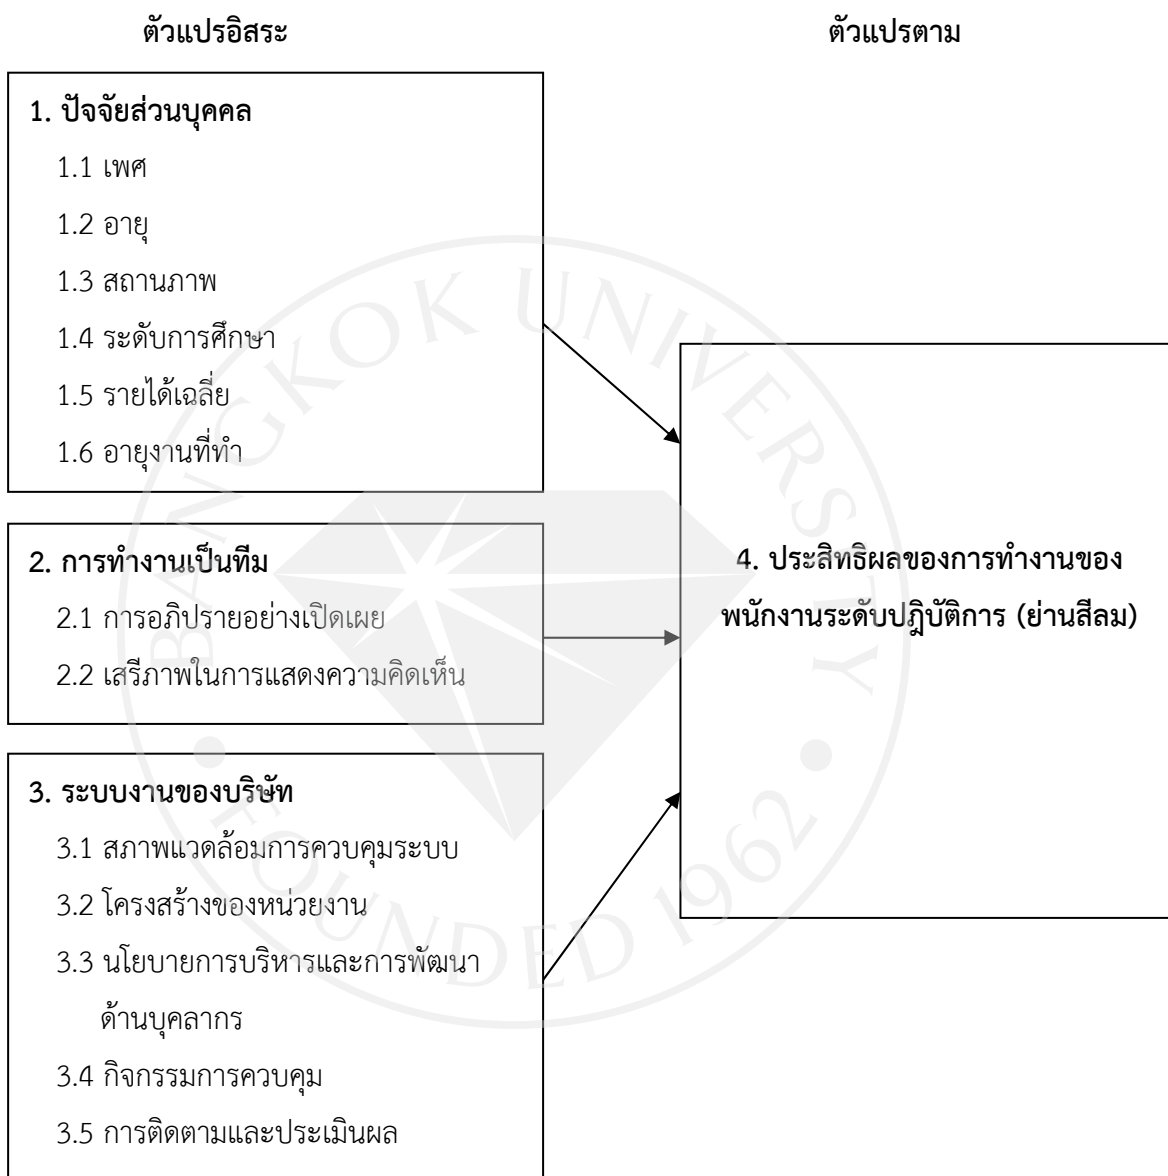 ตัวแปรอิสระ
ตัวแปรตาม
1. ปัจจัยส่วนบุคคล
1.1 เพศ
1.2 อายุ
1.3 สถานภาพ
1.4 ระดับการศึกษา
1.5 รายได้เฉลี่ย
1.6 อายุงานที่ทำ
2. การทำงานเป็นทีม
2.1 การอภิปรายอย่างเปิดเผย
2.2 เสรีภาพในการแสดงความคิดเห็น
3. ระบบงานของบริษัท
3.1 สภาพแวดล้อมการควบคุมระบบ
3.2 โครงสร้างของหน่วยงาน
3.3 นโยบายการบริหารและการพัฒนา
ด้านบุคลากร
3.4 กิจกรรมการควบคุม
3.5 การติดตามและประเมินผล
4. ประสิทธิผลของการทำงานของ
พนักงานระดับปฏิบัติการ (ย่านสีลม)
BANGKOK UNIVERSITY
FOUNDED 1962